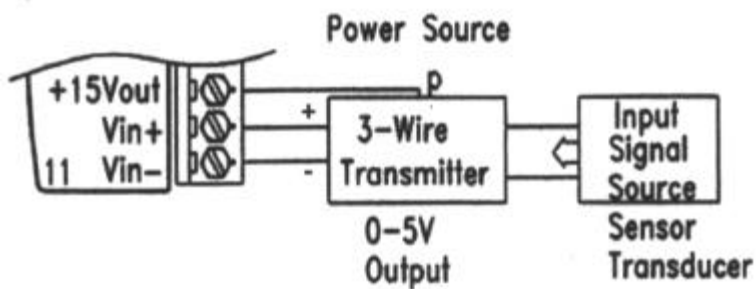 Power Source
+15Vout
Vin+
11 Vin-
p
+
-
3-Wire
Transmitter
0-5V
Output
Input
Signal
Source
Sensor
Transducer